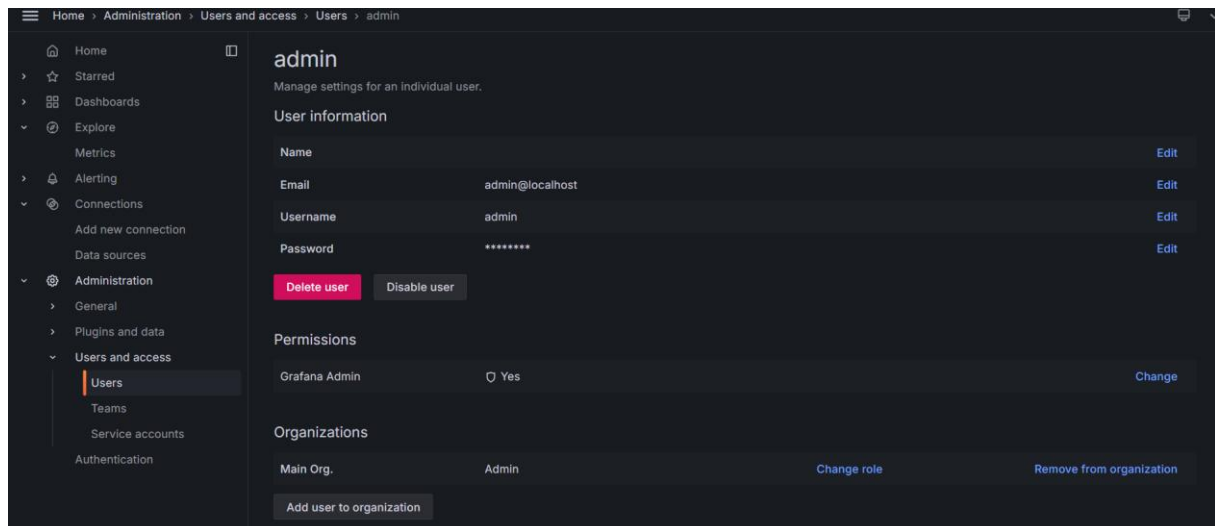 Home › Administration › Users and access › Users › admin
Home
Starred
Dashboards
Explore
Metrics
Alerting
Connections
Add new connection
Data sources
Administration
General
Plugins and data
Users and access
Users
Teams
Service accounts
Authentication
admin
Manage settings for an individual user.
User information
Name Edit
Email admin@localhost Edit
Username admin Edit
Password ******** Edit
Delete user Disable user
Permissions
Grafana Admin Yes Change
Organizations
Main Org. Admin Change role Remove from organization
Add user to organization